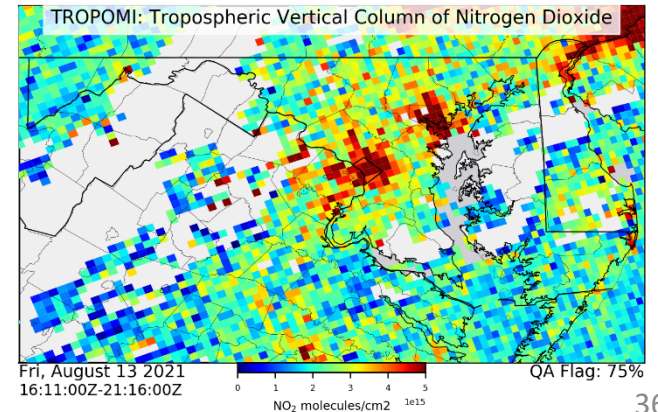 TROPOMI: Tropospheric Vertical Column of Nitrogen Dioxide
Fri, August 13 2021
QA Flag: 75%
16:11:00Z-21:16:00Z
0 1 2 3 4 5
1e15
NO₂ molecules/cm2
36